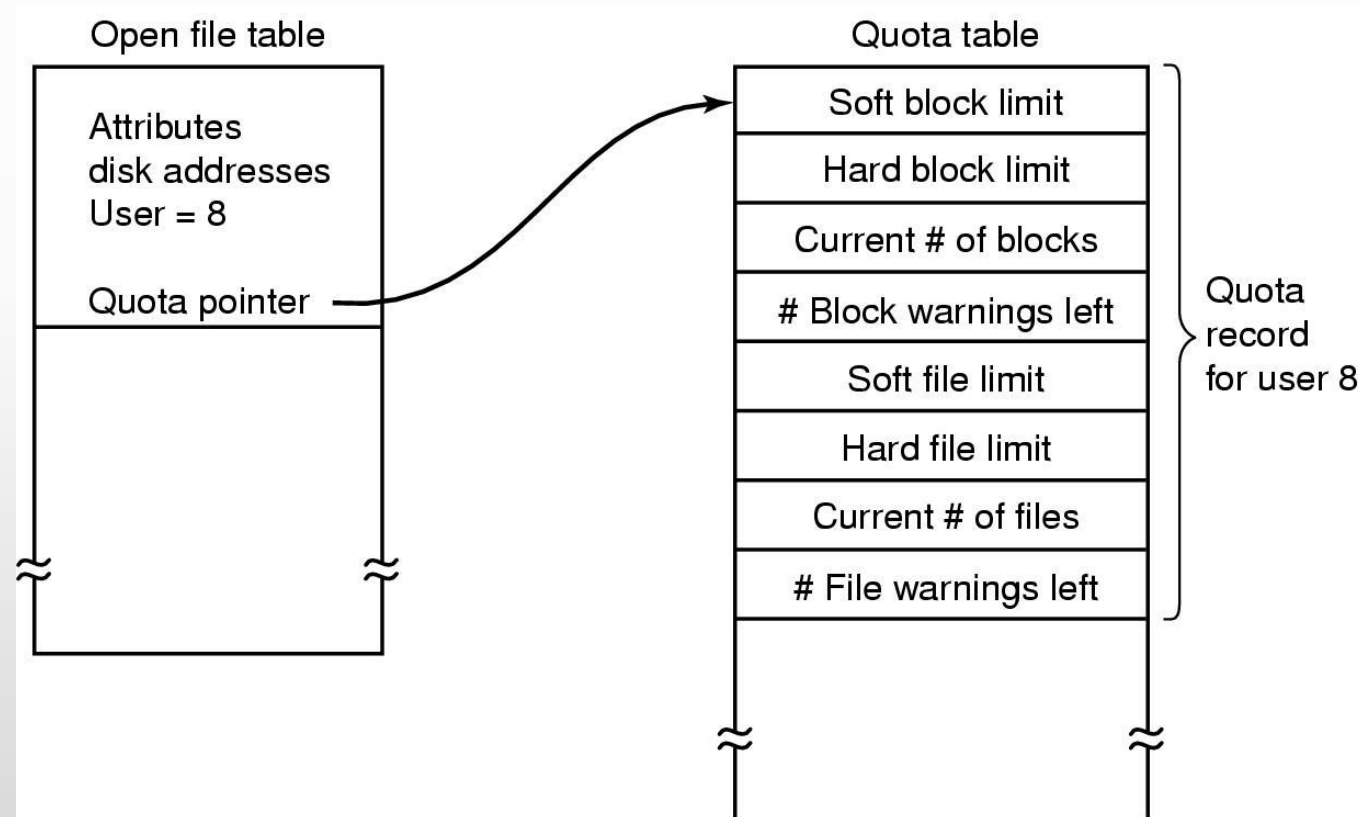 Open file table
Attributes
disk addresses
User = 8
Quota pointer
Quota table
Soft block limit
Hard block limit
Current # of blocks
# Block warnings left
Soft file limit
Hard file limit
Current # of files
# File warnings left
Quota
record
for user 8